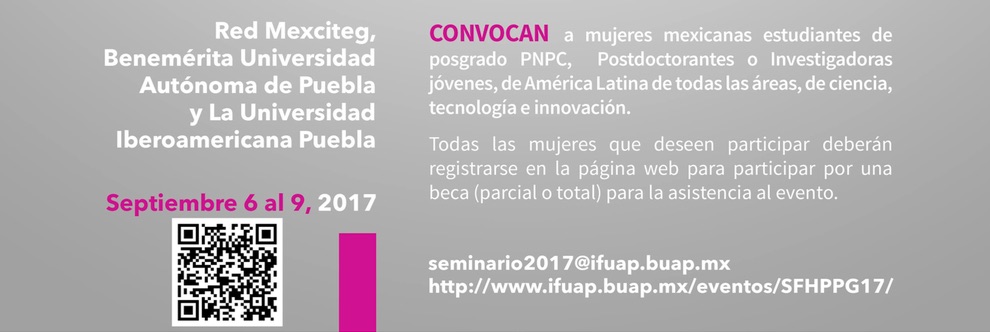 Red Mexciteg,
Benemérita Universidad
Autónoma de Puebla
y La Universidad
Iberoamericana Puebla
Septiembre 6 al 9, 2017
CONVOCAN a mujeres mexicanas estudiantes de
posgrado PNPC, Postdoctorantes o Investigadoras
jóvenes, de América Latina de todas las áreas, de ciencia,
tecnología e innovación.
Todas las mujeres que deseen participar deberán
registrarse en la página web para participar por una
beca (parcial o total) para la asistencia al evento.
seminario2017@ifuap.buap.mx
http://www.ifuap.buap.mx/eventos/SFHPPG17/